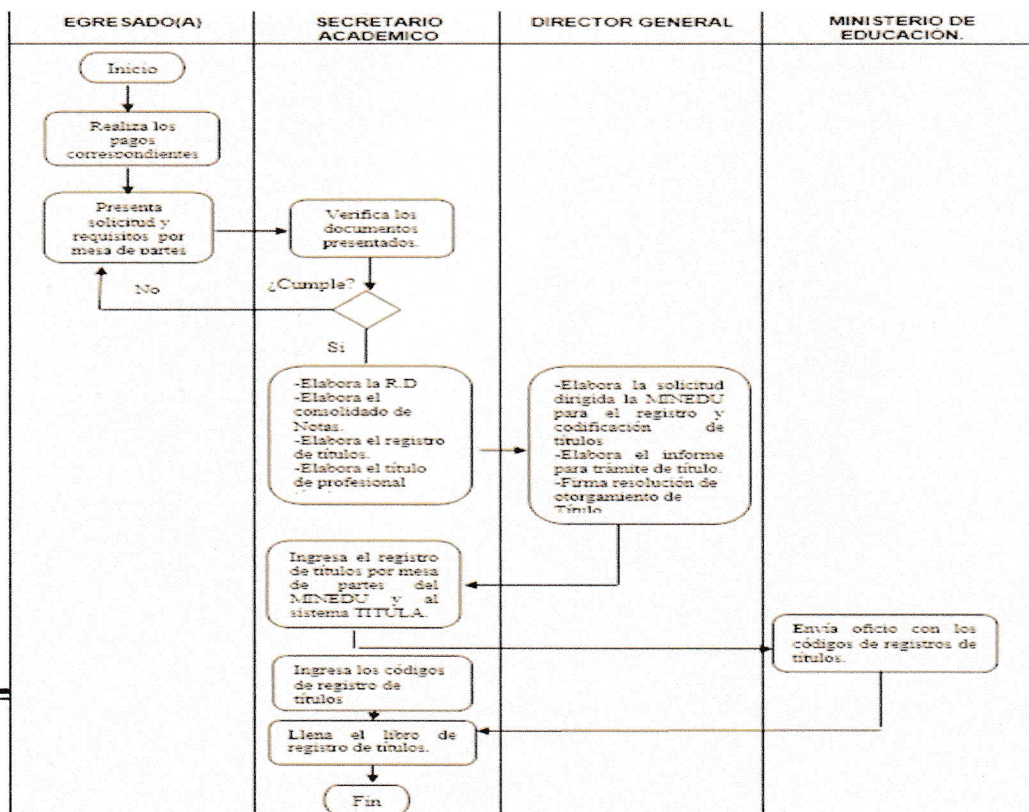 EGRESADO(A)
SECRETARIO
ACADEMICO
DIRECTOR GENERAL
MINISTERIO DE
EDUCACIÓN.
Inicio
Realiza los
pagos
correspondientes
Presenta
solicitud y
requisitos por
mesa de partes
Verifica los
documentos
presentados.
¿Cumple?
No
Si
-Elabora la R.D
-Elabora el
consolidado de
Notas.
-Elabora el registro
de títulos.
-Elabora el título
de profesional
-Elabora la solicitud
dirigida la MINEDU
para el registro y
codificación de
títulos
-Elabora el informe
para trámite de título.
-Firma resolución de
otorgamiento de
Título
Ingresa el registro
de títulos por mesa
de partes del
MINEDU y al
sistema TITULA.
Envía oficio con los
códigos de registros de
títulos.
Ingresa los códigos
de registro de
títulos
Llena el libro de
registro de títulos.
Fin